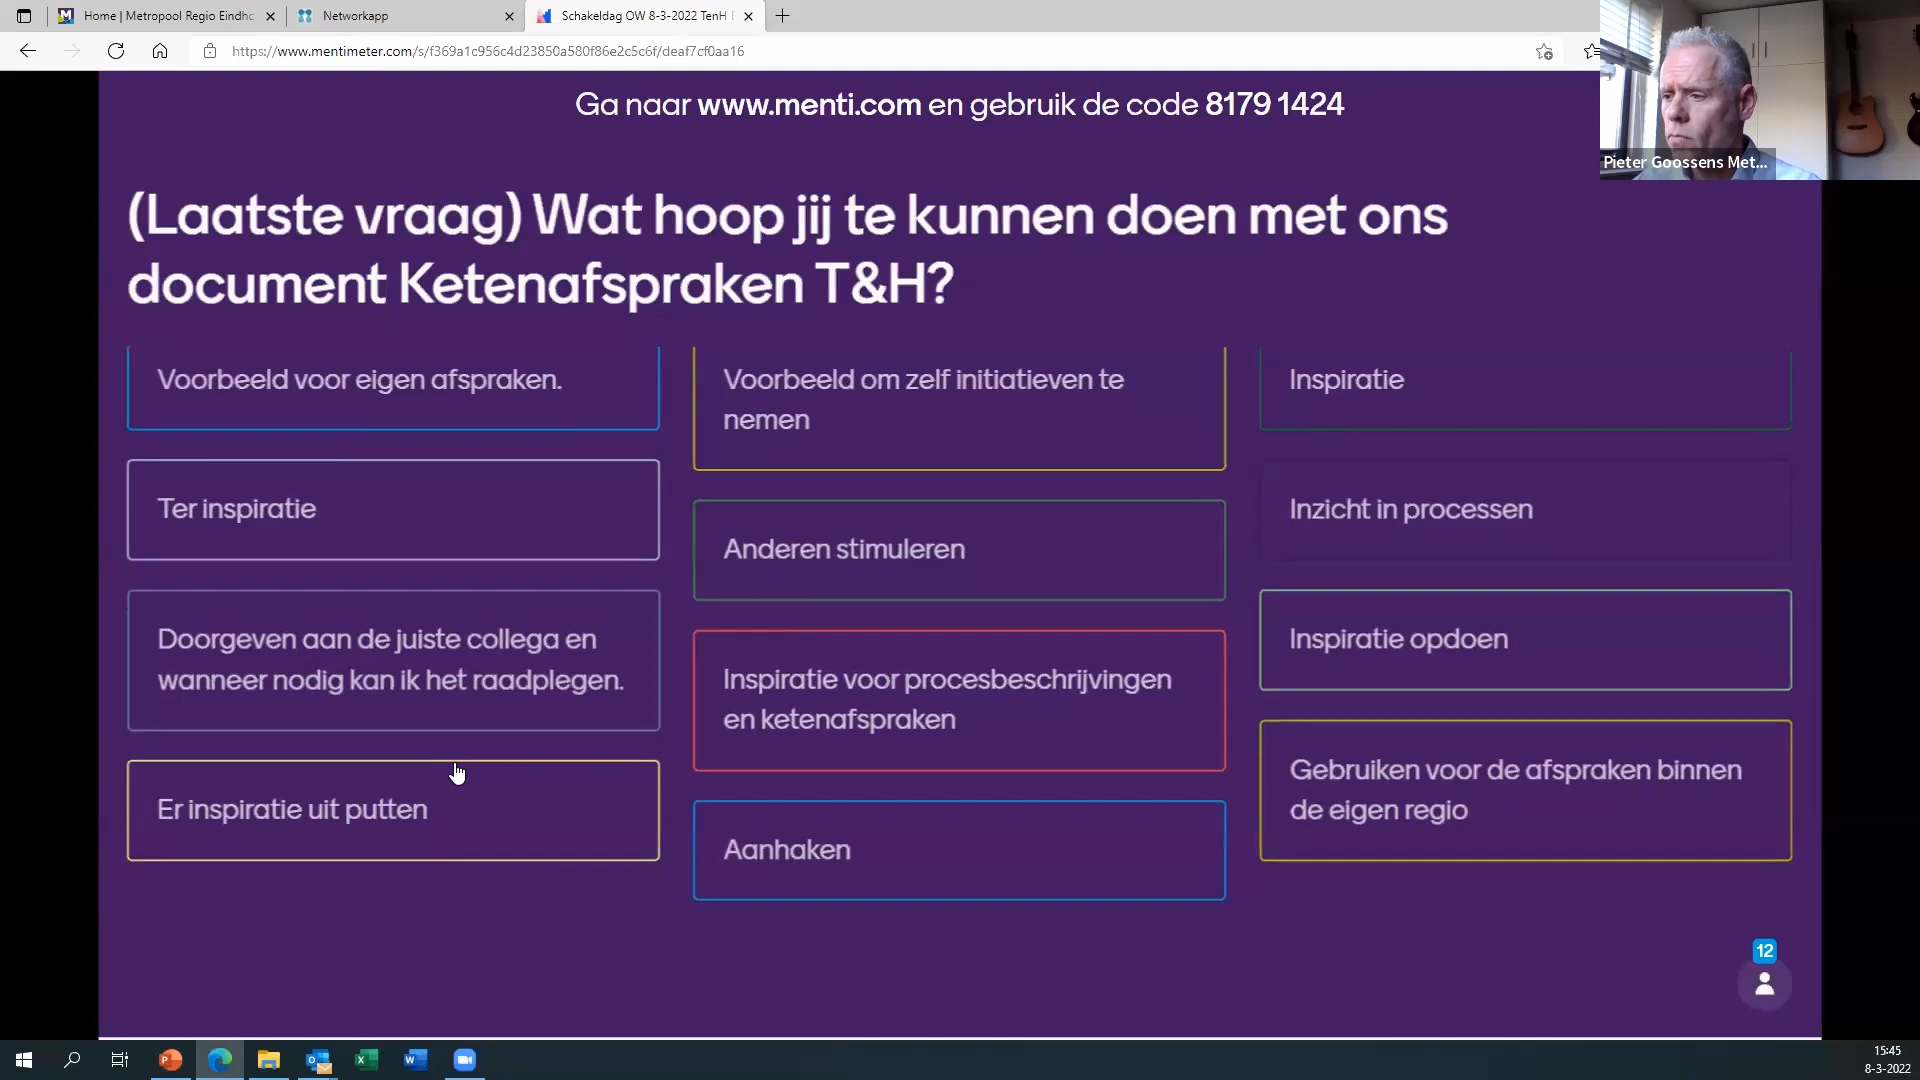 Home | Metropool Regio Eindhc
Networkapp
Schakeldag OW 8-3-2022 TenH
https://www.mentimeter.com/s/f369a1c956c4d23850a580f86e2c5c6f/deaf7cf0aa16
Pieter Goossens Met...
Ga naar www.menti.com en gebruik de code 8179 1424
(Laatste vraag) Wat hoop jij te kunnen doen met ons
document Ketenafspraken T&H?
Voorbeeld voor eigen afspraken.
Ter inspiratie
Doorgeven aan de juiste collega en
wanneer nodig kan ik het raadplegen.
Er inspiratie uit putten
Voorbeeld om zelf initiatieven te
nemen
Anderen stimuleren
Inspiratie voor procesbeschrijvingen
en ketenafspraken
Aanhaken
Inspiratie
Inzicht in processen
Inspiratie opdoen
Gebruiken voor de afspraken binnen
de eigen regio
12
15:45
8-3-2022